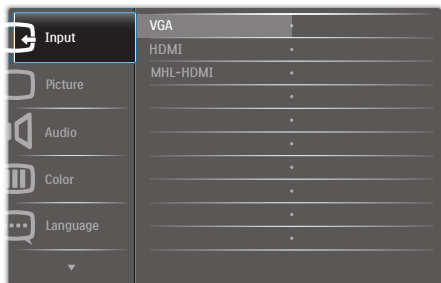 Input
Picture
Audio
Color
Language
VGA
HDMI
MHL-HDMI